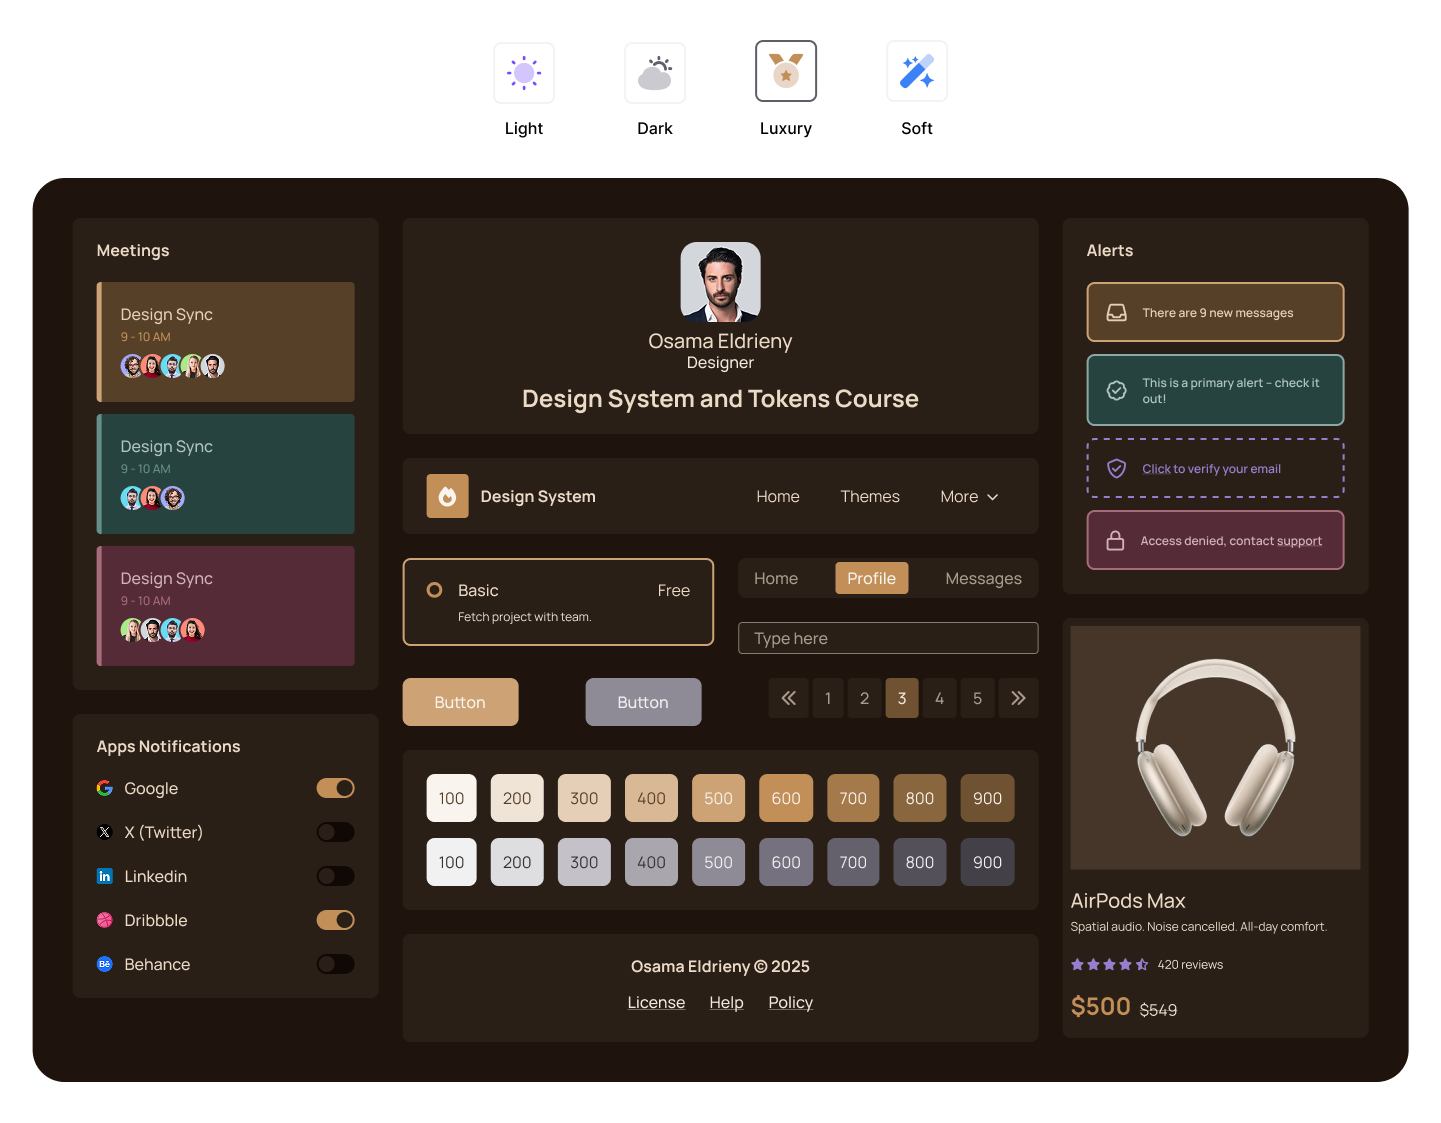 Light
Dark
Luxury
Soft
Meetings
Design Sync
9 - 10 AM
Design Sync
9 - 10 AM
Design Sync
9 - 10 AM
Apps Notifications
Google
X (Twitter)
in Linkedin
Dribbble
Bē Behance
Osama Eldrieny
Designer
Design System and Tokens Course
Design System
Home Themes More
Basic Free
Fetch project with team.
Home Profile Messages
Type here
Button Button
1 2 3 4 5
100 200 300 400 500 600 700 800 900
100 200 300 400 500 600 700 800 900
Osama Eldrieny © 2025
License Help Policy
Alerts
There are 9 new messages
This is a primary alert – check it
out!
Click to verify your email
Access denied, contact support
AirPods Max
Spatial audio. Noise cancelled. All-day comfort.
420 reviews
$500 $549